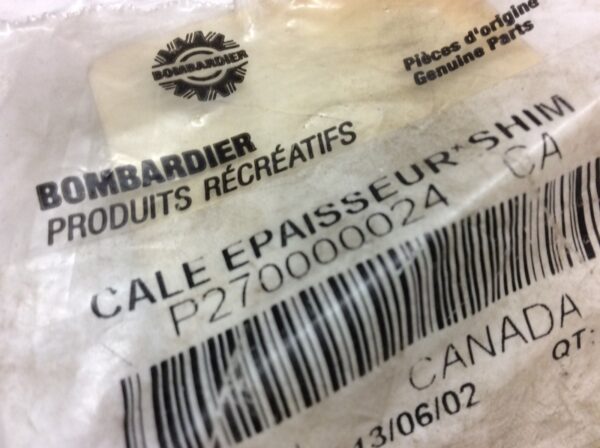 BOMBARDIER
Pièces d'origine
Genuine Parts
BOMBARDIER
PRODUITS RÉCRÉATIFS
CALE EPAISSEUR*SHIM
P270000024 CA
CANADA
13/06/02 QT: